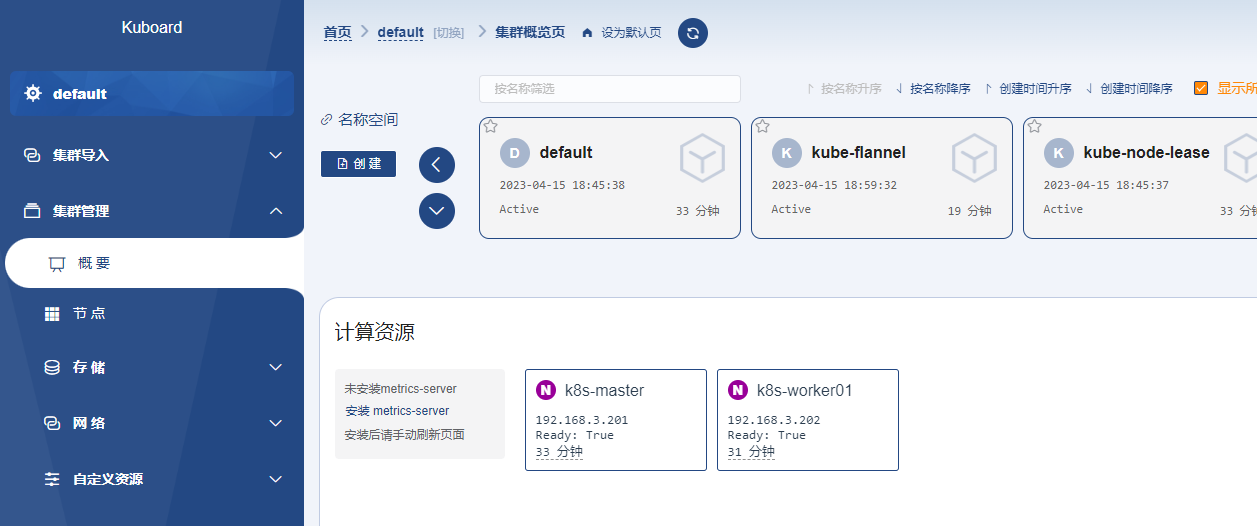 Kuboard
default
集群导入
集群管理
概 要
节 点
存 储
网 络
自定义资源
首页 default [切换] 集群概览页 设为默认页
按名称筛选
按名称升序 按名称降序 创建时间升序 创建时间降序 显示所
名称空间
创 建
D default
2023-04-15 18:45:38
Active 33 分钟
K kube-flannel
2023-04-15 18:59:32
Active 19 分钟
K kube-node-lease
2023-04-15 18:45:37
Active 33 分钟
计算资源
未安装metrics-server
安装 metrics-server
安装后请手动刷新页面
N k8s-master
192.168.3.201
Ready: True
33 分钟
N k8s-worker01
192.168.3.202
Ready: True
31 分钟